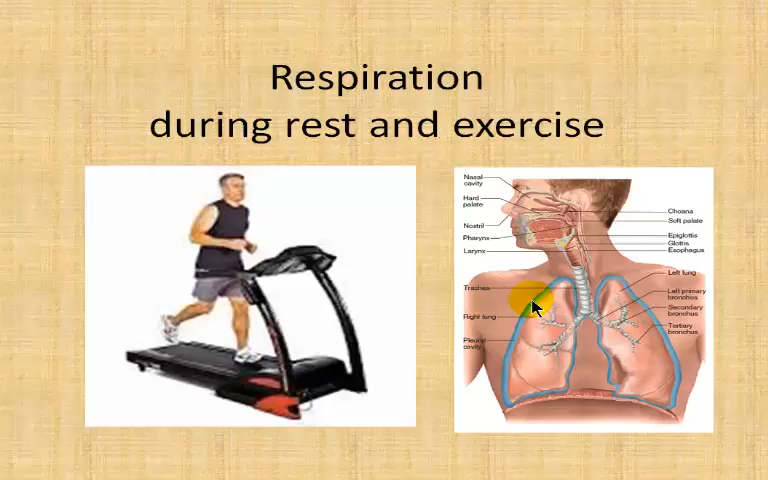 Respiration
during rest and exercise
Nasal
cavity
Hard
palate
Nostril
Pharynx
Larynx
Trachea
Right lung
Pleural
cavity
Choana
Soft palate
Epiglottis
Glottis
Esophagus
Left lung
Left primary
bronchus
Secondary
bronchus
Tertiary
bronchus